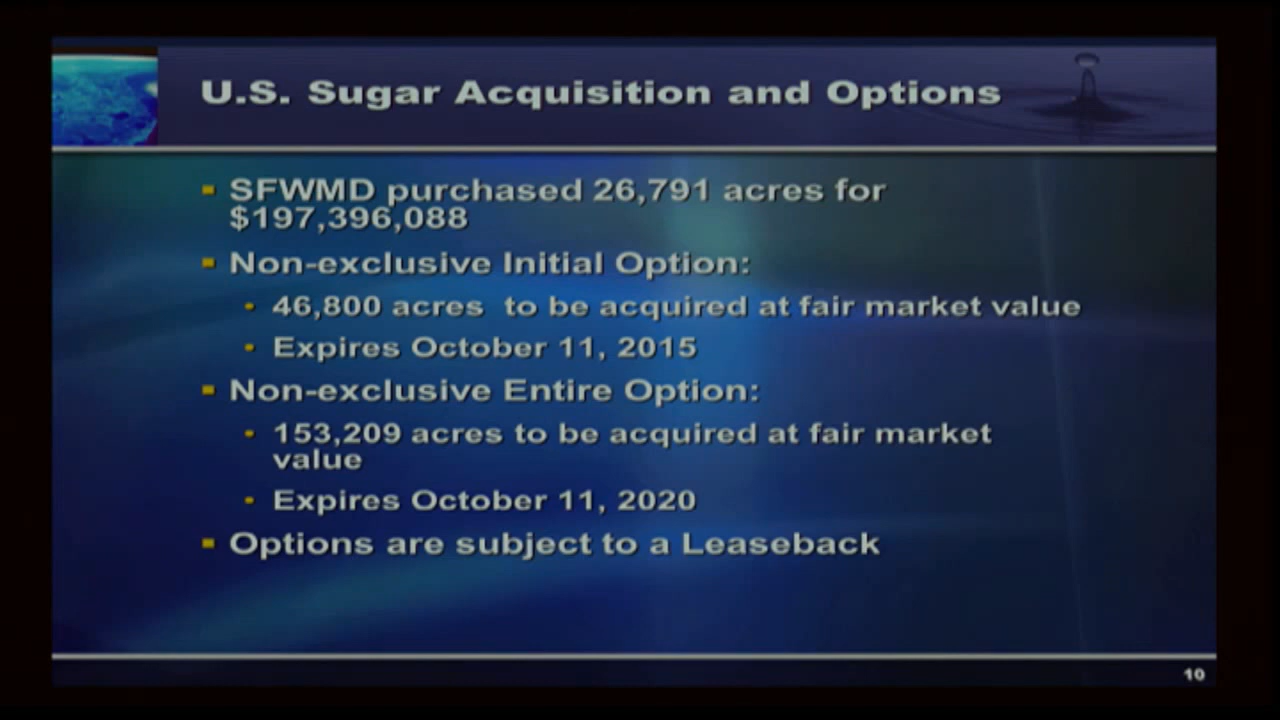 U.S. Sugar Acquisition and Options
SFWMD purchased 26,791 acres for
$197,396,088
Non-exclusive Initial Option:
46,800 acres to be acquired at fair market value
Expires October 11, 2015
Non-exclusive Entire Option:
153,209 acres to be acquired at fair market
value
Expires October 11, 2020
Options are subject to a Leaseback
10